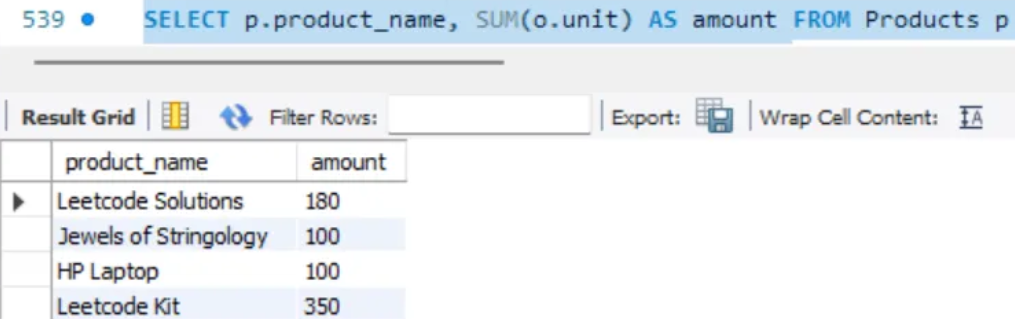 539 SELECT p.product_name, SUM(o.unit) AS amount FROM Products p
Result Grid Filter Rows: Export: Wrap Cell Content: IA
product_name amount
Leetcode Solutions 180
Jewels of Stringology 100
HP Laptop 100
Leetcode Kit 350